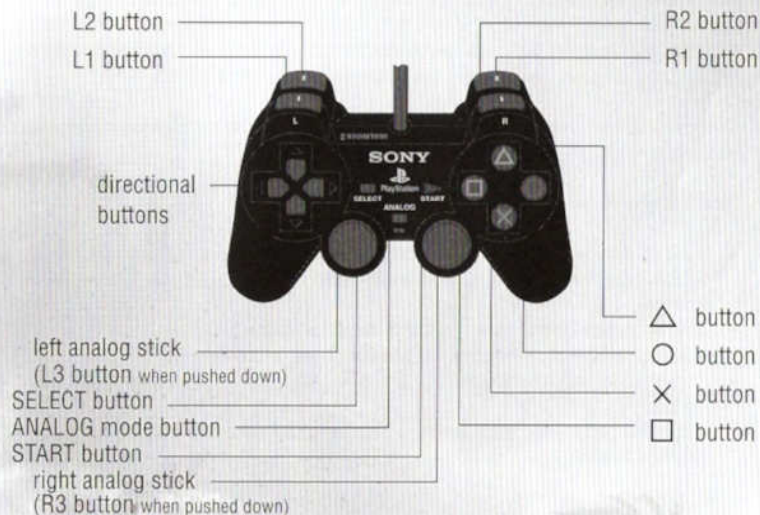 L2 button
L1 button
R2 button
R1 button
L
R
SONY
PlayStation
SELECT
START
ANALOG
directional
buttons
left analog stick
(L3 button when pushed down)
SELECT button
ANALOG mode button
START button
right analog stick
(R3 button when pushed down)
△ button
○ button
✕ button
□ button